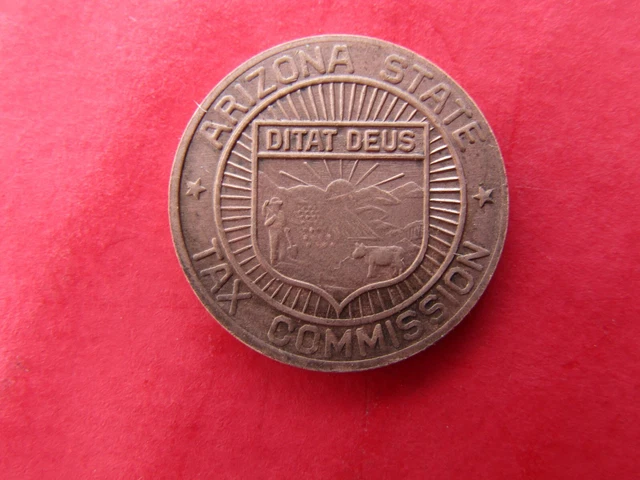 ARIZONA STATE
DITAT DEUS
TAX COMMISSION